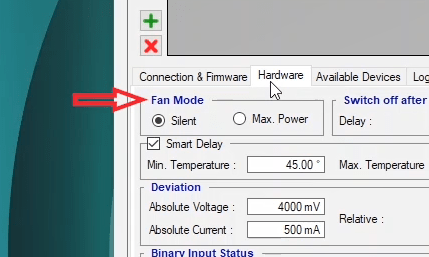 Connection & Firmware Hardware Available Devices
Fan Mode Switch off after
Silent Max. Power Delay :
Smart Delay
Min. Temperature : 45.00 ° Max. Temperature
Deviation
Absolute Voltage : 4000 mV Relative :
Absolute Current : 500 mA
Binary Input Status